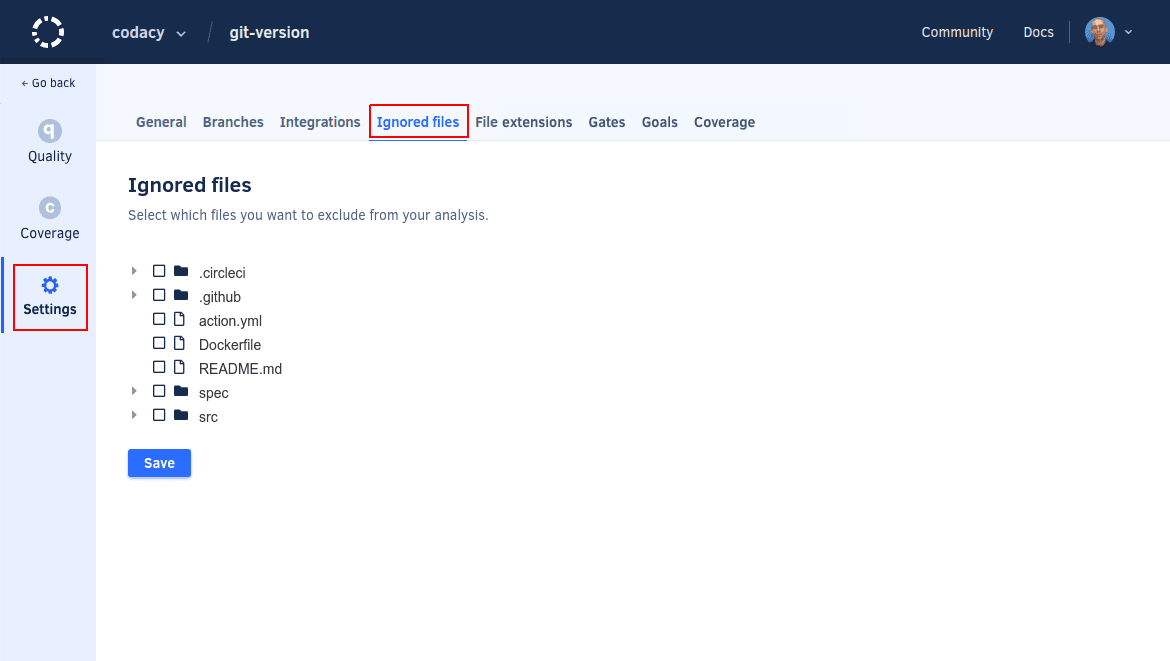 codacy / git-version Community Docs
← Go back
General Branches Integrations Ignored files File extensions Gates Goals Coverage
q
Quality
c
Coverage
Settings
Ignored files
Select which files you want to exclude from your analysis.
.circleci
.github
action.yml
Dockerfile
README.md
spec
src
Save